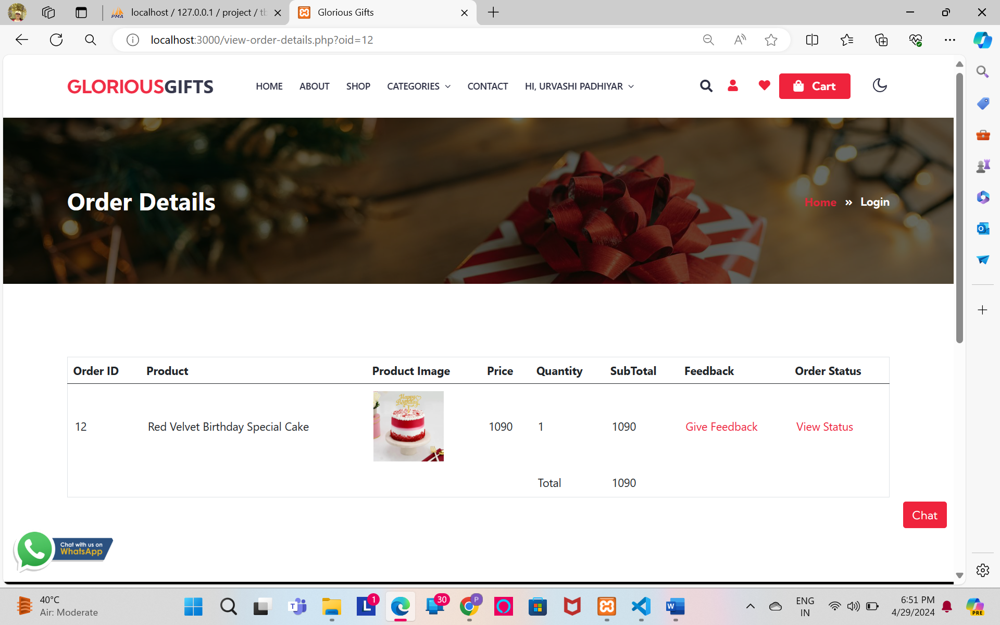 localhost / 127.0.0.1 / project / tb
Glorious Gifts
localhost:3000/view-order-details.php?oid=12
GLORIOUSGIFTS
HOME ABOUT SHOP CATEGORIES CONTACT HI, URVASHI PADHIYAR
Cart
Order Details
Home » Login
Order ID Product Product Image Price Quantity SubTotal Feedback Order Status
Happy
Birthday
12 Red Velvet Birthday Special Cake 1090 1 1090 Give Feedback View Status
Total 1090
Chat
Chat with us on
WhatsApp
40°C
Air: Moderate
1
30
P
ENG
IN
6:51 PM
4/29/2024
PRE